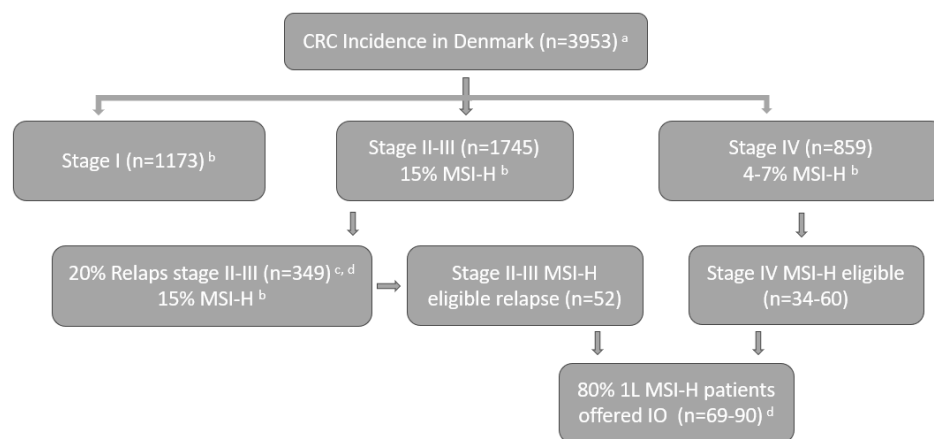 CRC Incidence in Denmark (n=3953) a
Stage I (n=1173) b
Stage II-III (n=1745)
15% MSI-H b
Stage IV (n=859)
4-7% MSI-H b
20% Relaps stage II-III (n=349) c, d
15% MSI-H b
Stage II-III MSI-H
eligible relapse (n=52)
Stage IV MSI-H eligible
(n=34-60)
80% 1L MSI-H patients
offered IO (n=69-90) d